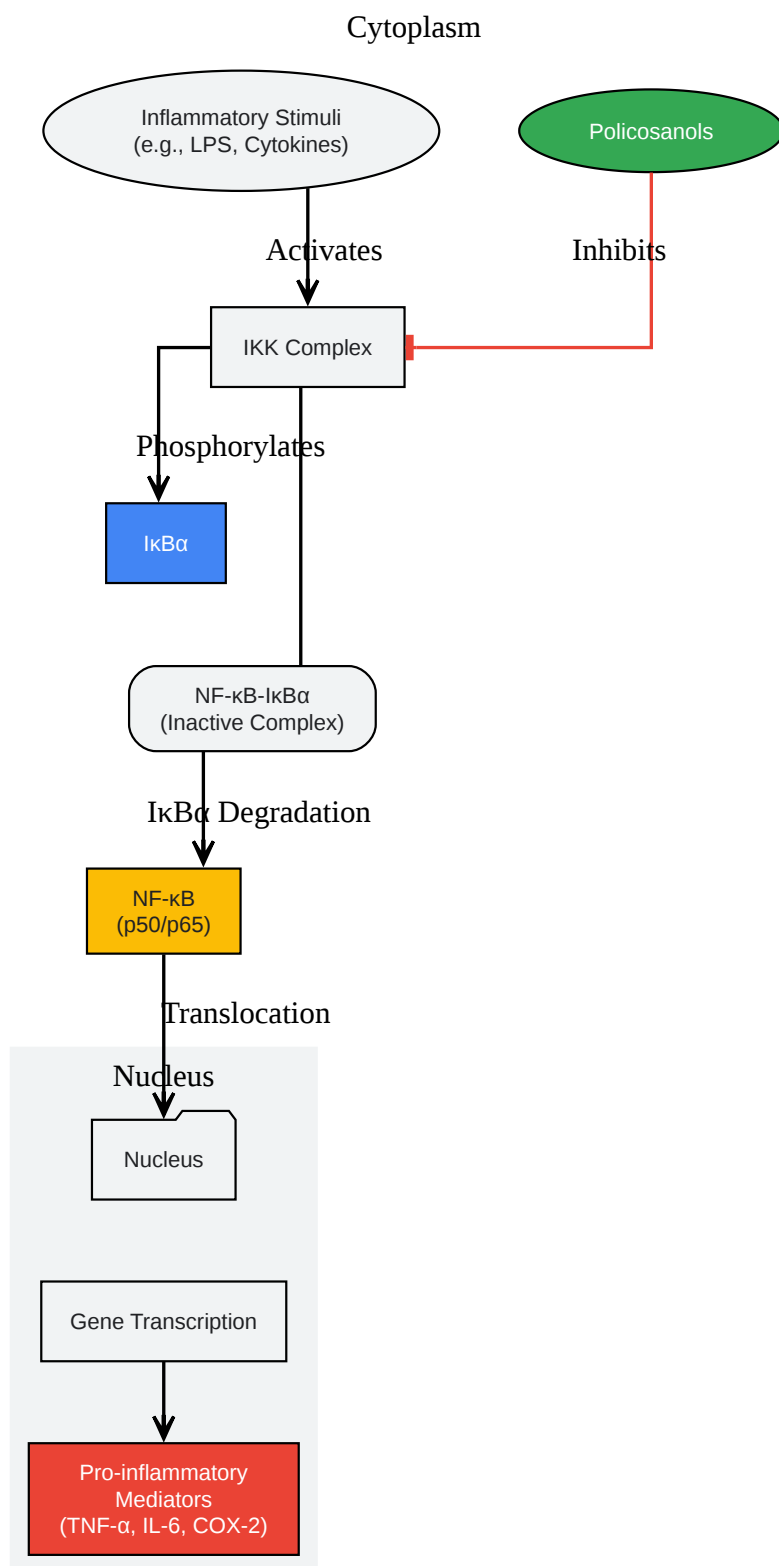 Cytoplasm
Inflammatory Stimuli
(e.g., LPS, Cytokines)
Policosanols
Activates
Inhibits
IKK Complex
Phosphorylates
IκBα
NF-κB-IκBα
(Inactive Complex)
IκBα Degradation
NF-κB
(p50/p65)
Translocation
Nucleus
Nucleus
Gene Transcription
Pro-inflammatory
Mediators
(TNF-α, IL-6, COX-2)